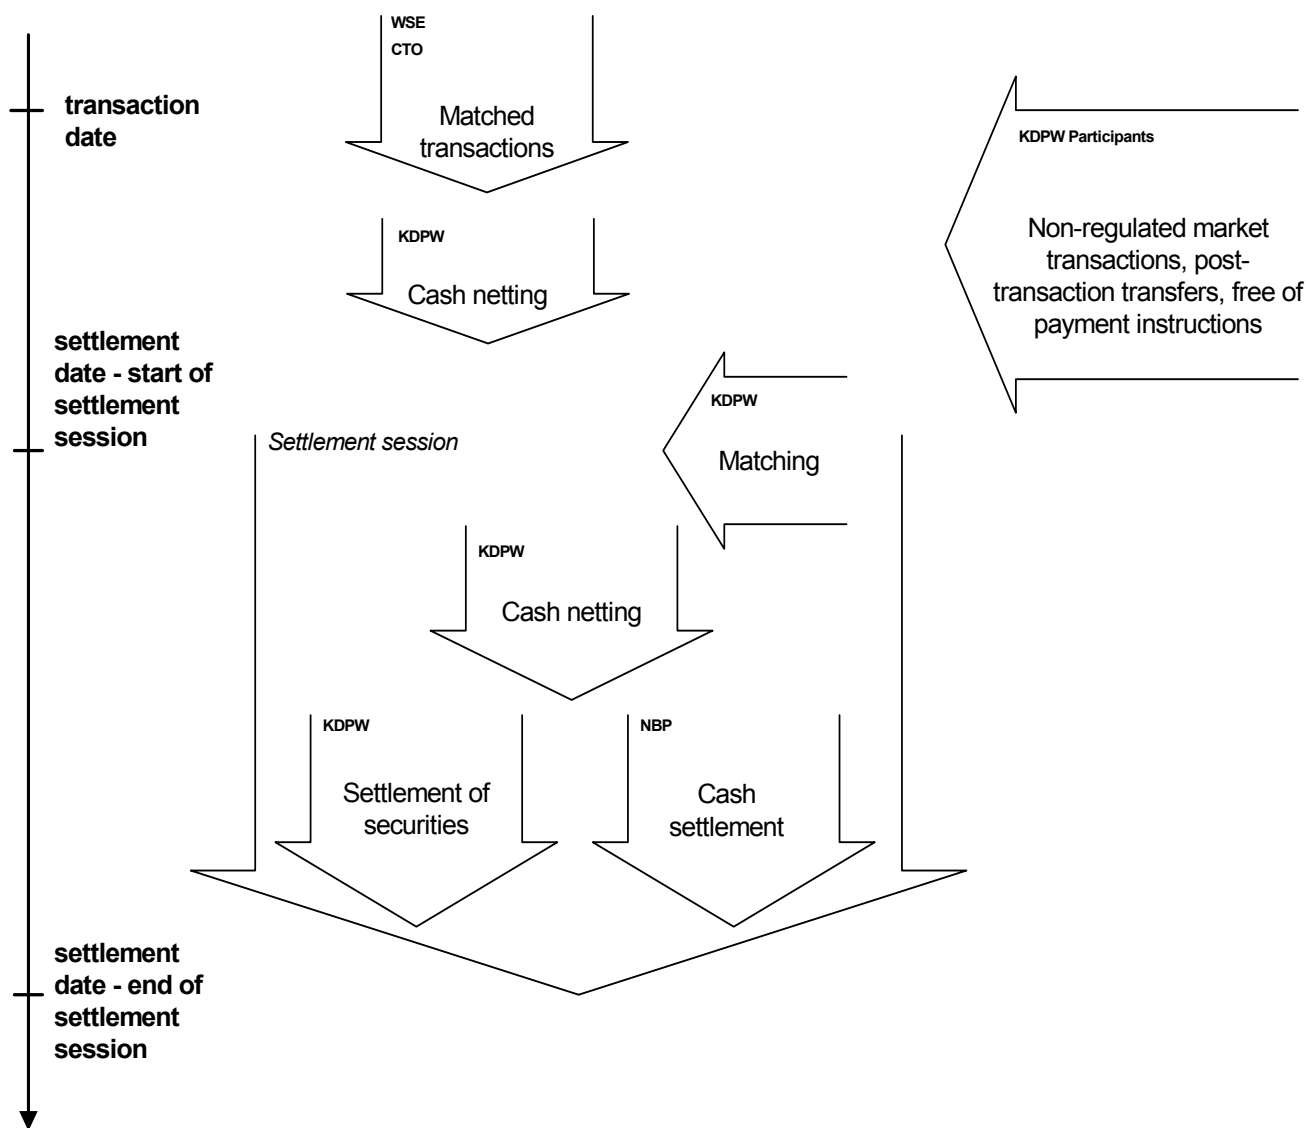 WSE
CTO
transaction
date
Matched
transactions
KDPW Participants
Non-regulated market
transactions, post-
transaction transfers, free of
payment instructions
KDPW
Cash netting
settlement
date - start of
settlement
session
Settlement session
KDPW
Matching
KDPW
Cash netting
KDPW
Settlement of
securities
NBP
Cash
settlement
settlement
date - end of
settlement
session